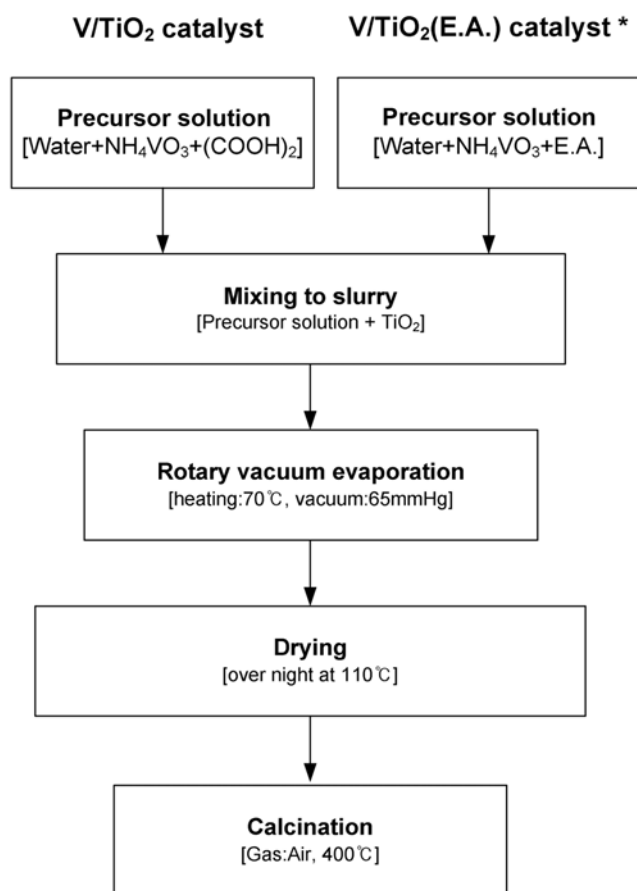 V/TiO₂ catalyst
V/TiO₂(E.A.) catalyst *
Precursor solution
[Water+NH₄VO₃+(COOH)₂]
Precursor solution
[Water+NH₄VO₃+E.A.]
Mixing to slurry
[Precursor solution + TiO₂]
Rotary vacuum evaporation
[heating:70℃, vacuum:65mmHg]
Drying
[over night at 110℃]
Calcination
[Gas:Air, 400℃]